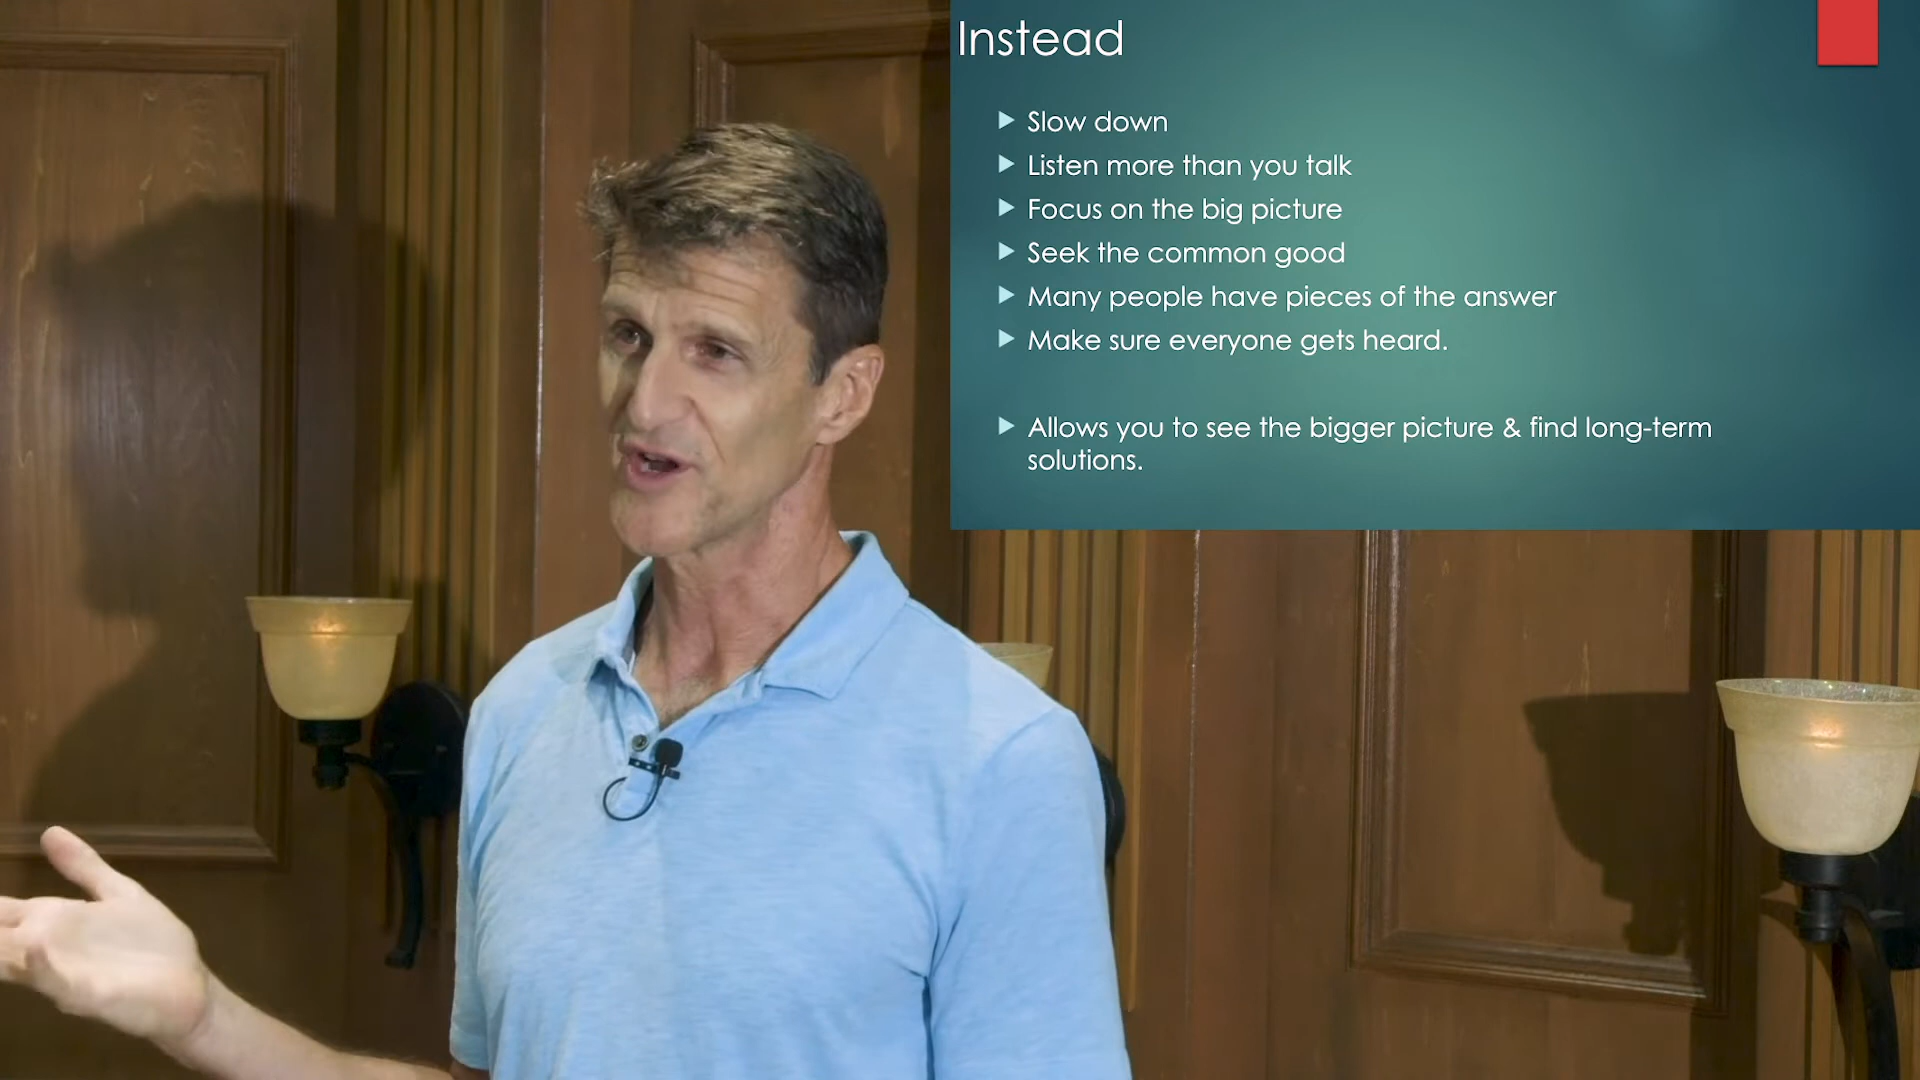 Instead
Slow down
Listen more than you talk
Focus on the big picture
Seek the common good
Many people have pieces of the answer
Make sure everyone gets heard.
Allows you to see the bigger picture & find long-term
solutions.